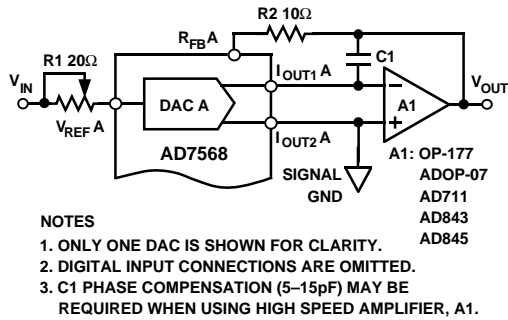 R2 10Ω
R1 20Ω
RFB A
C1
VIN
IOUT1 A
VOUT
DAC A
A1
VREF A
IOUT2 A
AD7568
SIGNAL
GND
A1: OP-177
ADOP-07
AD711
AD843
AD845
NOTES
1. ONLY ONE DAC IS SHOWN FOR CLARITY.
2. DIGITAL INPUT CONNECTIONS ARE OMITTED.
3. C1 PHASE COMPENSATION (5–15pF) MAY BE
REQUIRED WHEN USING HIGH SPEED AMPLIFIER, A1.